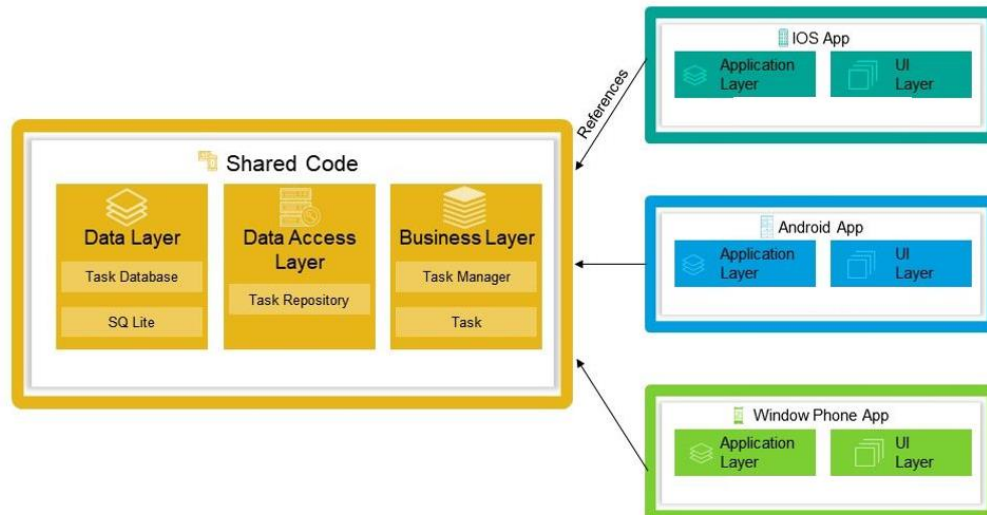 IOS App
Application
Layer
UI
Layer
References
Shared Code
Data Layer
Task Database
SQ Lite
Data Access
Layer
Task Repository
Business Layer
Task Manager
Task
Android App
Application
Layer
UI
Layer
Window Phone App
Application
Layer
UI
Layer